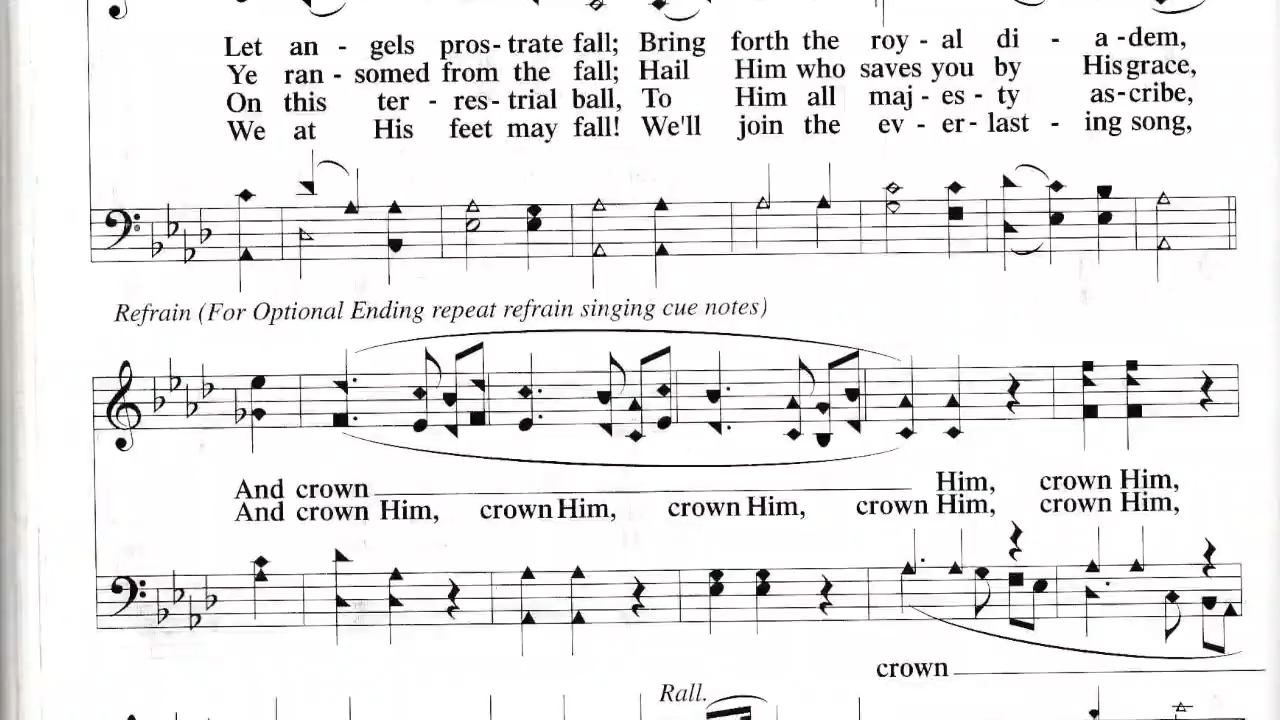 Let an - gels pros - trate fall; Bring forth the roy - al di - a - dem,
Ye ran - somed from the fall; Hail Him who saves you by His grace,
On this ter - res - trial ball, To Him all maj - es - ty as - cribe,
We at His feet may fall! We'll join the ev - er - last - ing song,
Refrain (For Optional Ending repeat refrain singing cue notes)
And crown Him, crown Him,
And crown Him, crown Him, crown Him, crown Him, crown Him,
crown
Rall.